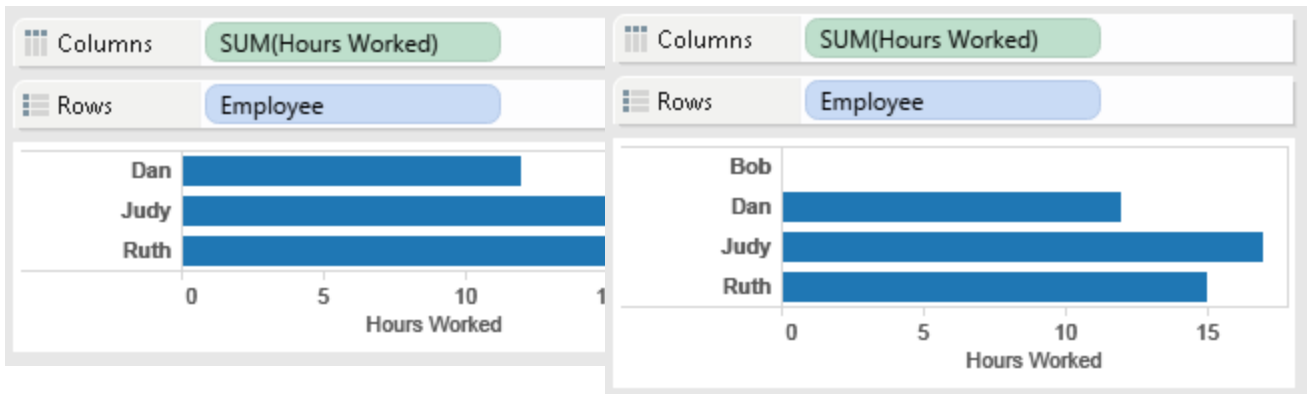 Columns SUM(Hours Worked)
Rows Employee
Dan
Judy
Ruth
0 5 10 1
Hours Worked
Columns SUM(Hours Worked)
Rows Employee
Bob
Dan
Judy
Ruth
0 5 10 15
Hours Worked